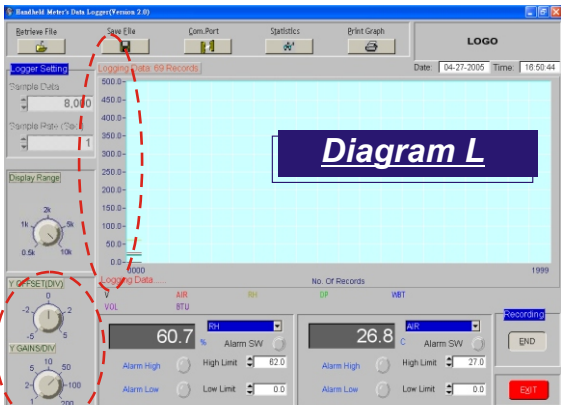 Handheld Meter's Data Logger(Version 2.0)
Retrieve File Save File Com.Port Statistics Print Graph
LOGO
Logger Setting Logging Data: 69 Records Date: 04-27-2005 Time: 16:50:44
Sample Data
8,000
Sample Rate (Sec)
1
500.0
450.0
400.0
350.0
300.0
250.0
200.0
150.0
100.0
50.0
0.0
Diagram L
Display Range
2k
1k 5k
0.5k 10k
0000 1999
Logging Data..... No. Of Records
V AIR RH DP WBT
VOL BTU
Y OFFSET(DIV)
0
-2 2
-5 5
Y GAINS/DIV
10
5 50
2 100
1 200
60.7 % RH
Alarm SW
Alarm High High Limit 62.0
Alarm Low Low Limit 0.0
26.8 C AIR
Alarm SW
Alarm High High Limit 27.0
Alarm Low Low Limit 0.0
Recording
END
EXIT